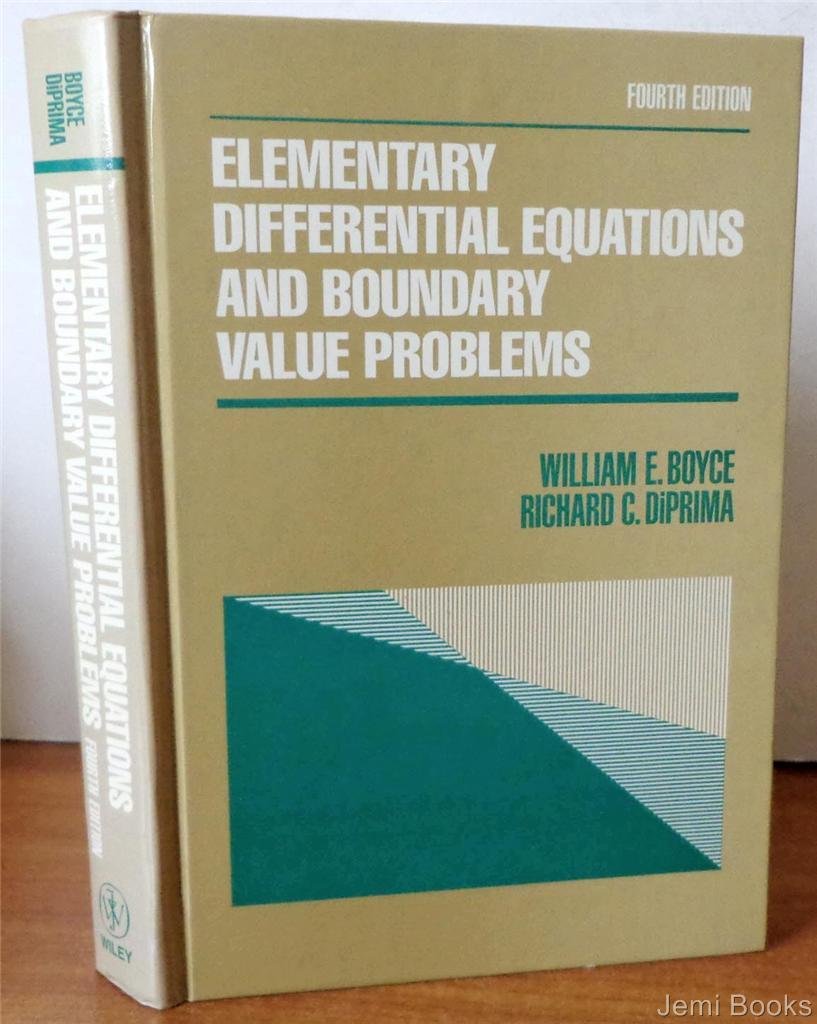 BOYCE
DiPRIMA
ELEMENTARY DIFFERENTIAL EQUATIONS
AND BOUNDARY VALUE PROBLEMS FOURTH EDITION
WILEY
FOURTH EDITION
ELEMENTARY
DIFFERENTIAL EQUATIONS
AND BOUNDARY
VALUE PROBLEMS
WILLIAM E. BOYCE
RICHARD C. DiPRIMA
Jemi Books